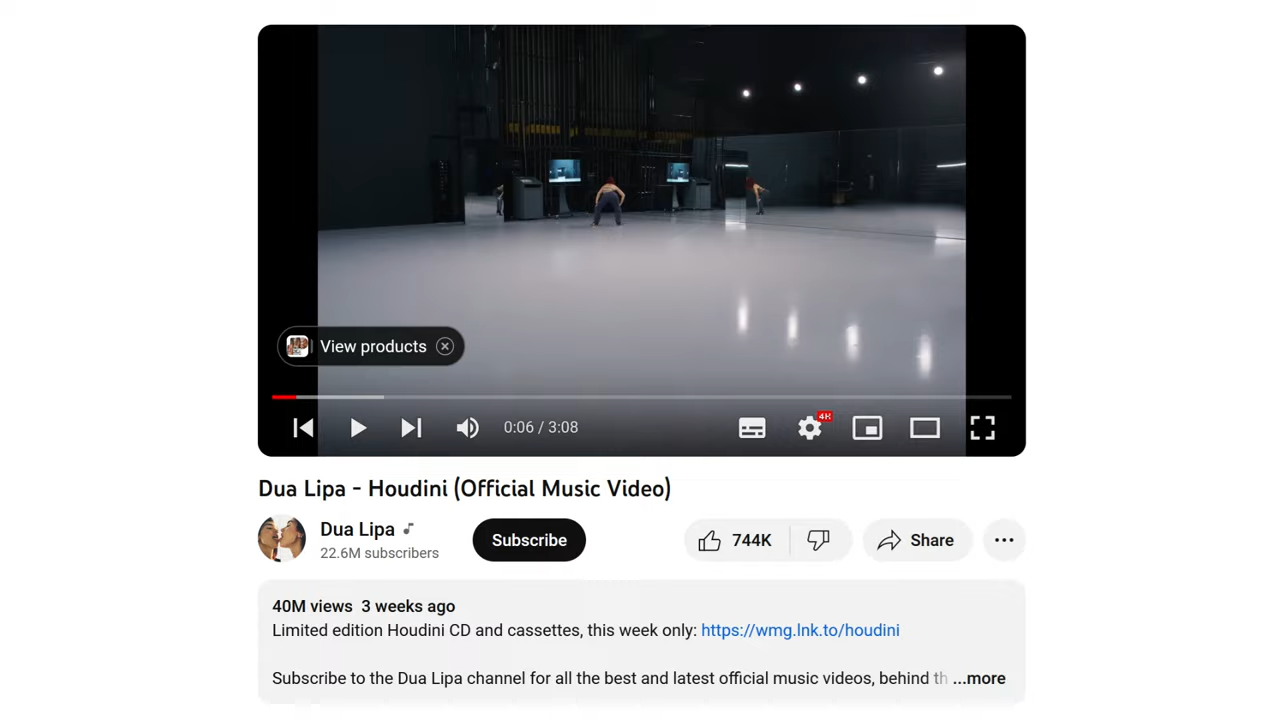 View products
4K
0:06 / 3:08
Dua Lipa - Houdini (Official Music Video)
Dua Lipa
22.6M subscribers
Subscribe
744K
Share
40M views 3 weeks ago
Limited edition Houdini CD and cassettes, this week only: https://wmg.lnk.to/houdini
Subscribe to the Dua Lipa channel for all the best and latest official music videos, behind th ...more